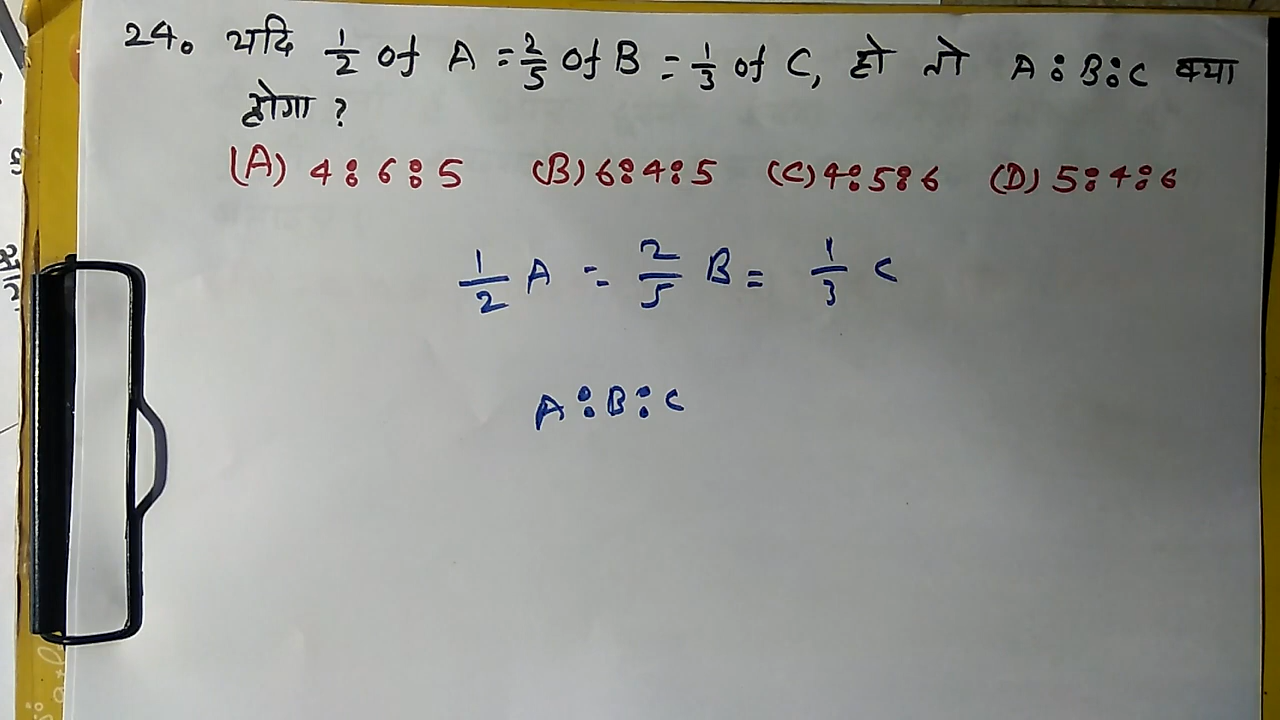 24. यदि 1/2 of A = 2/5 of B = 1/3 of C, हो तो A:B:C क्या
होगा ?
(A) 4:6:5 (B) 6:4:5 (C) 4:5:6 (D) 5:4:6
1/2 A = 2/5 B = 1/3 C
A:B:C